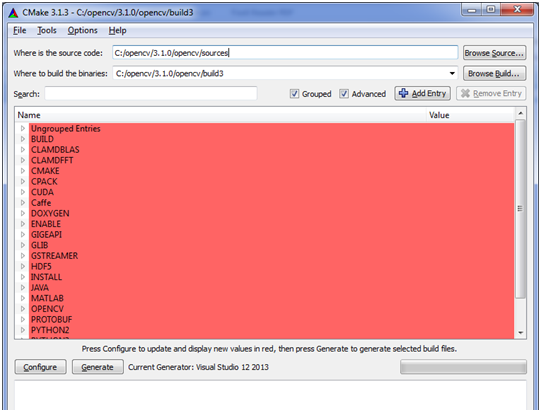 CMake 3.1.3 - C:/opencv/3.1.0/opencv/build3
File Tools Options Help
Where is the source code: C:/opencv/3.1.0/opencv/sources Browse Source...
Where to build the binaries: C:/opencv/3.1.0/opencv/build3 Browse Build...
Search: Grouped Advanced Add Entry Remove Entry
Name Value
Ungrouped Entries
BUILD
CLAMDBLAS
CLAMDFFT
CMAKE
CPACK
CUDA
Caffe
DOXYGEN
ENABLE
GIGEAPI
GLIB
GSTREAMER
HDF5
INSTALL
JAVA
MATLAB
OPENCV
PROTOBUF
PYTHON2
Press Configure to update and display new values in red, then press Generate to generate selected build files.
Configure Generate Current Generator: Visual Studio 12 2013